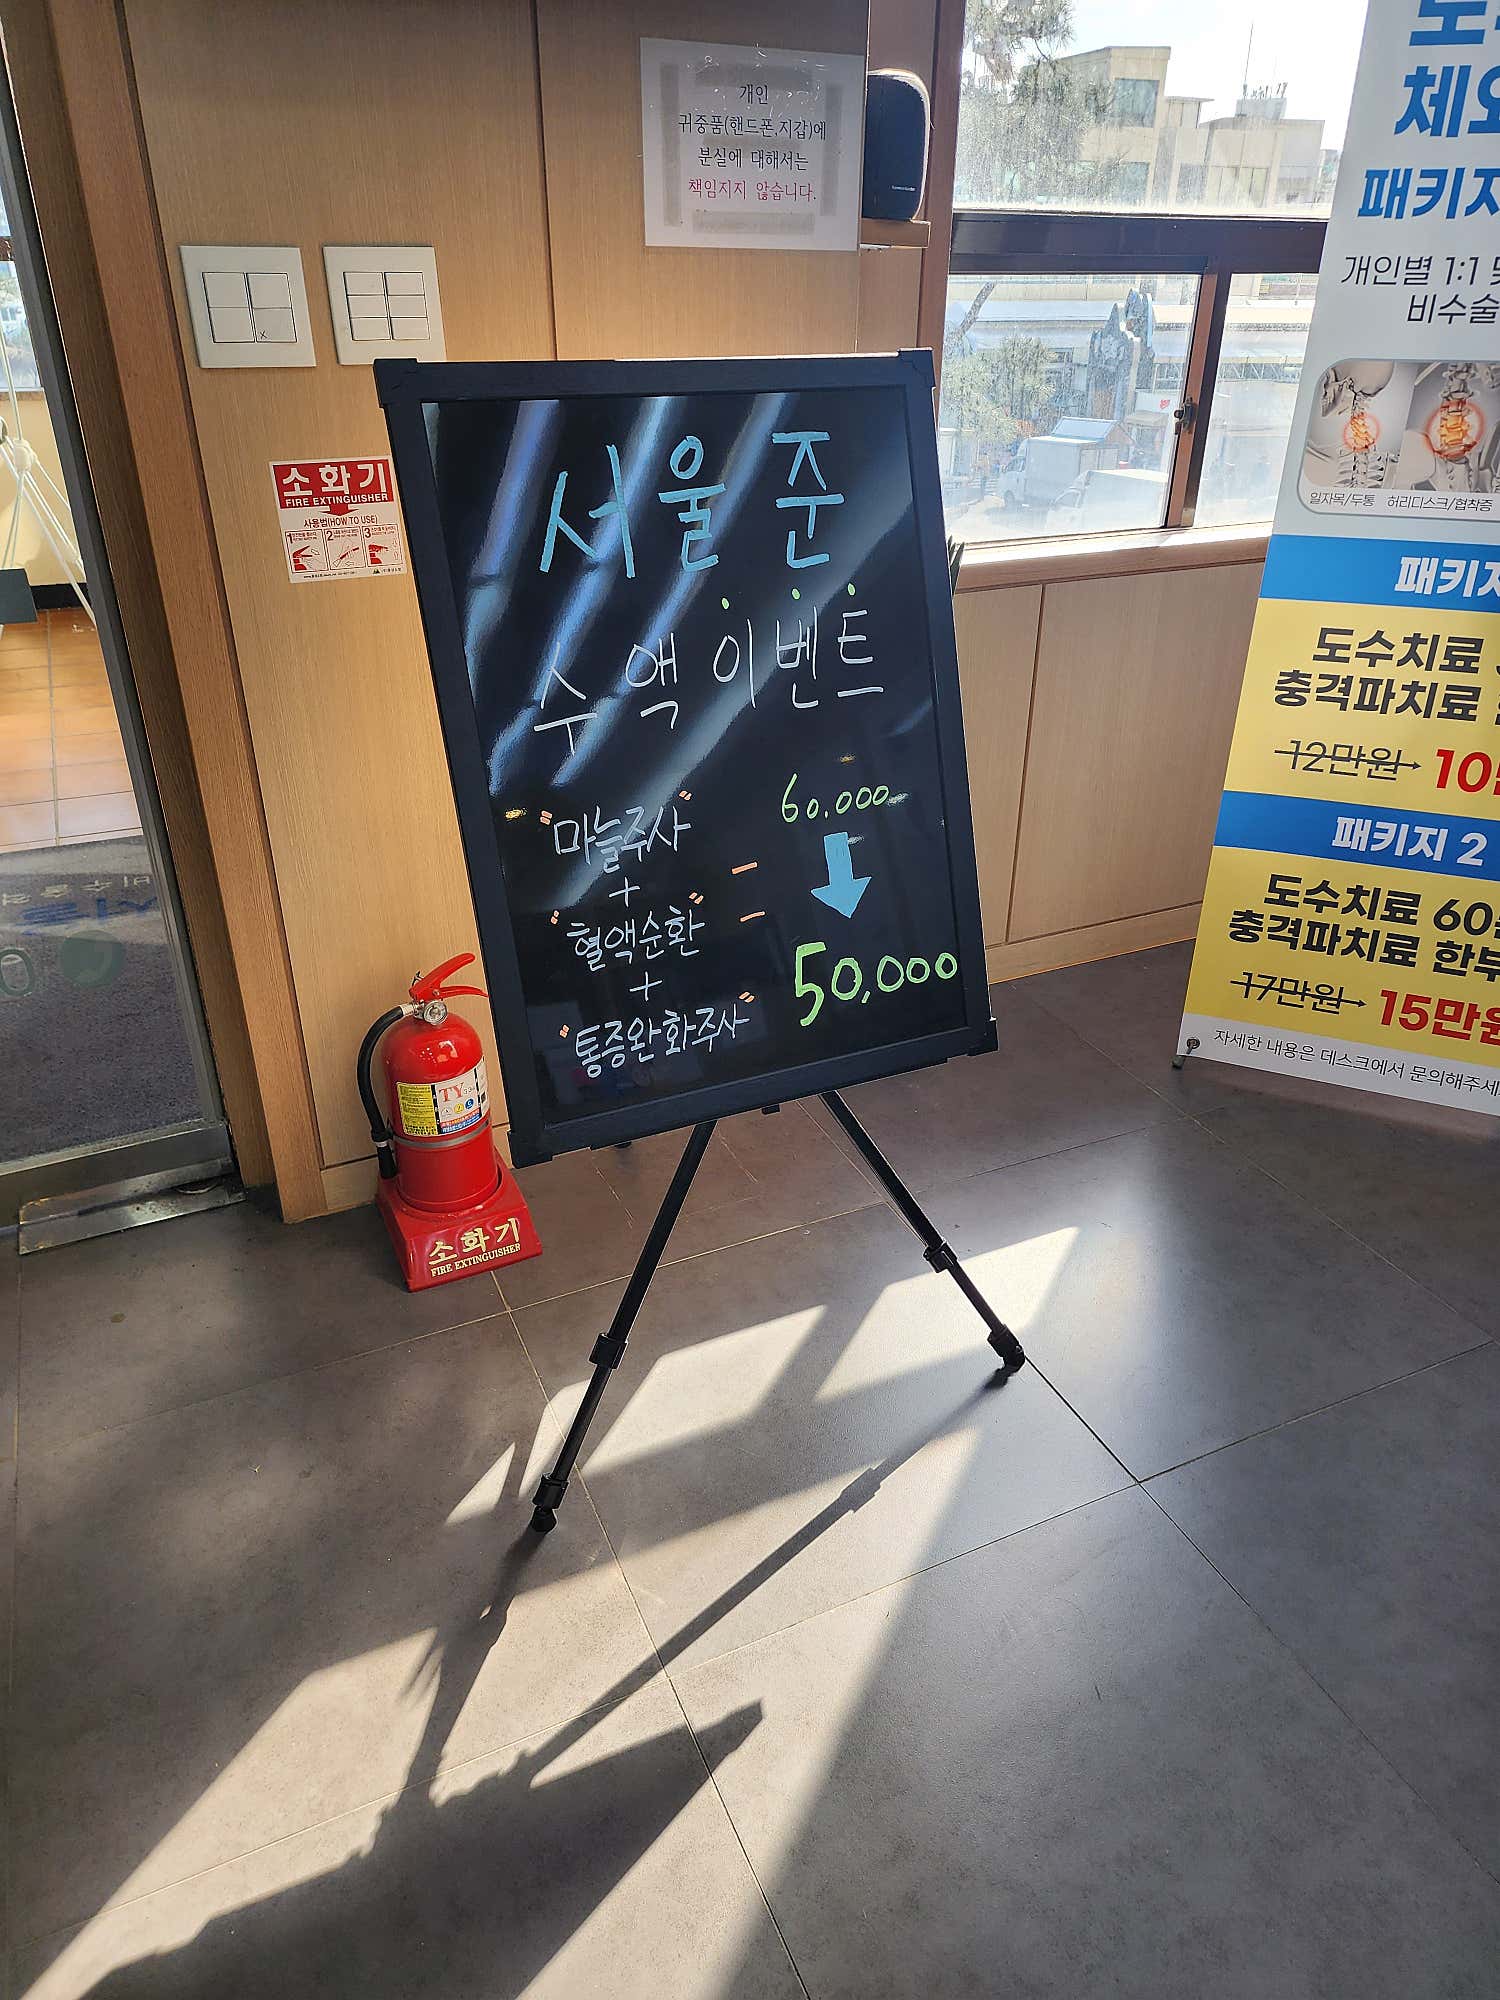 개인
귀중품(핸드폰,지갑)에
분실에 대해서는
책임지지 않습니다.
소화기
FIRE EXTINGUISHER
사용법(HOW TO USE)
1 2 3
서울준
수액 이벤트
"마늘주사"
+
"혈액순환"
+
"통증완화주사"
=
60.000
50,000
TY
소화기
FIRE EXTINGUISHER
패키지
개인별 1:1
비수술
일자목/두통 허리디스크/협착증
패키지
도수치료
충격파치료
12만원 10
패키지 2
도수치료 60
충격파치료 한부
17만원 15만원
자세한 내용은 데스크에서 문의해주세